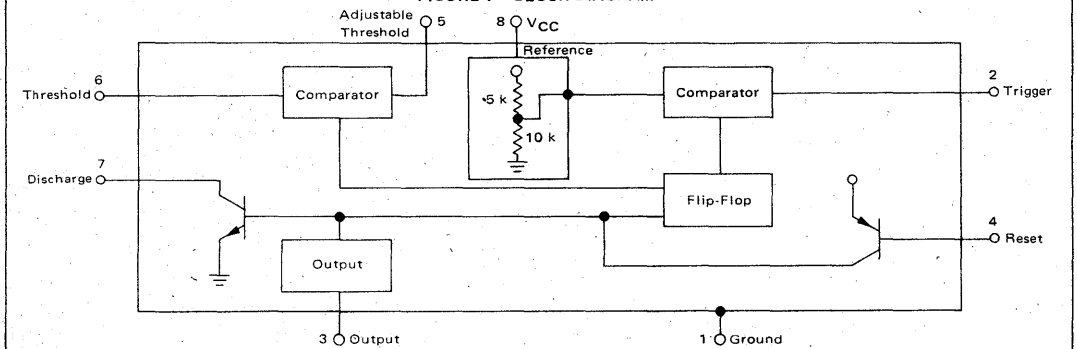 Adjustable
Threshold
5
8
VCC
Reference
6
Threshold
Comparator
5 k
10 k
Comparator
2
Trigger
7
Discharge
Flip-Flop
4
Reset
Output
3
Output
1
Ground